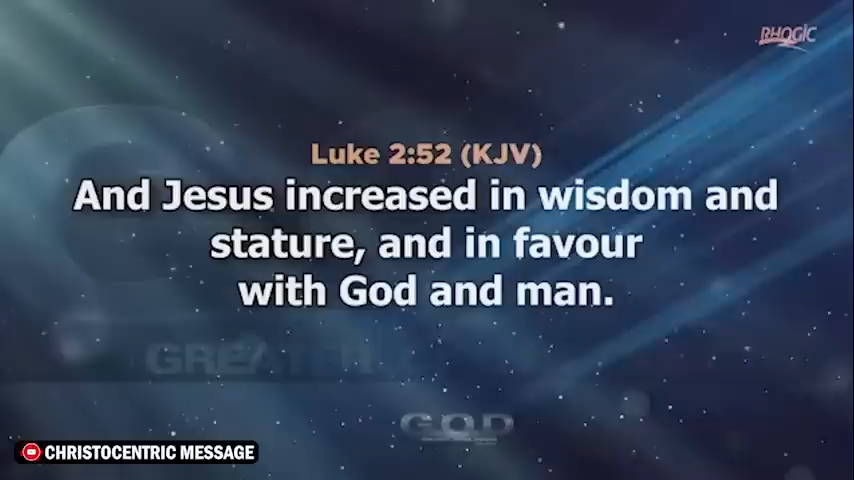 RHOGIC
Luke 2:52 (KJV)
And Jesus increased in wisdom and
stature, and in favour
with God and man.
GREATER
G.O.D
CHRISTOCENTRIC MESSAGE